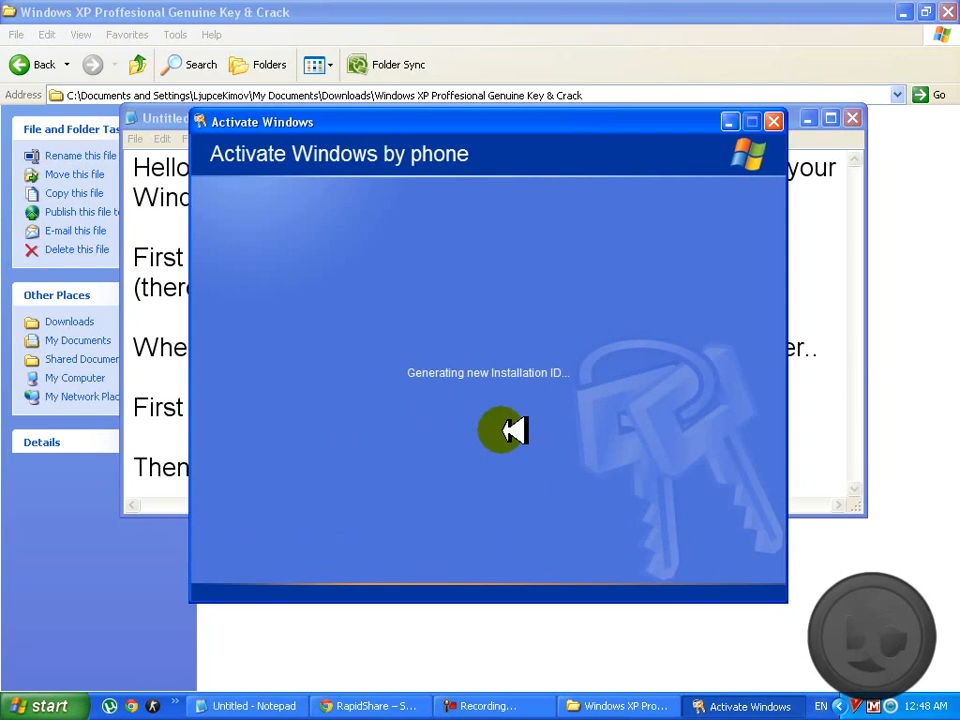 Windows XP Proffesional Genuine Key & Crack
File Edit View Favorites Tools Help
Back Search Folders Folder Sync
Address C:\Documents and Settings\LjupceKimov\My Documents\Downloads\Windows XP Proffesional Genuine Key & Crack Go
File and Folder Tas
Rename this file
Move this file
Copy this file
Publish this file to
E-mail this file
Delete this file
Other Places
Downloads
My Documents
Shared Documen
My Computer
My Network Plac
Details
Untitled
File Edit F
Hello your
Wind
First
(there
Whe er..
First
Then
Activate Windows
Activate Windows by phone
Generating new Installation ID...
start Untitled - Notepad RapidShare – S... Recording... Windows XP Pro... Activate Windows EN 12:48 AM